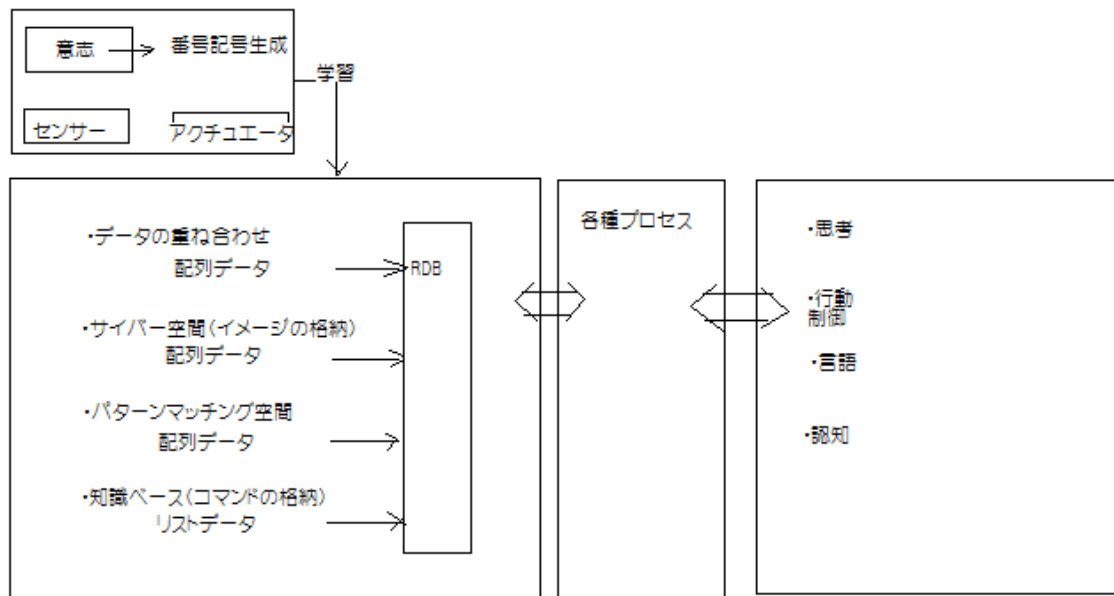 意志
番号記号生成
学習
センサー
アクチュエータ
・データの重ね合わせ
配列データ
RDB
・サイバー空間(イメージの格納)
配列データ
・パターンマッチング空間
配列データ
・知識ベース(コマンドの格納)
リストデータ
各種プロセス
・思考
・行動
制御
・言語
・認知